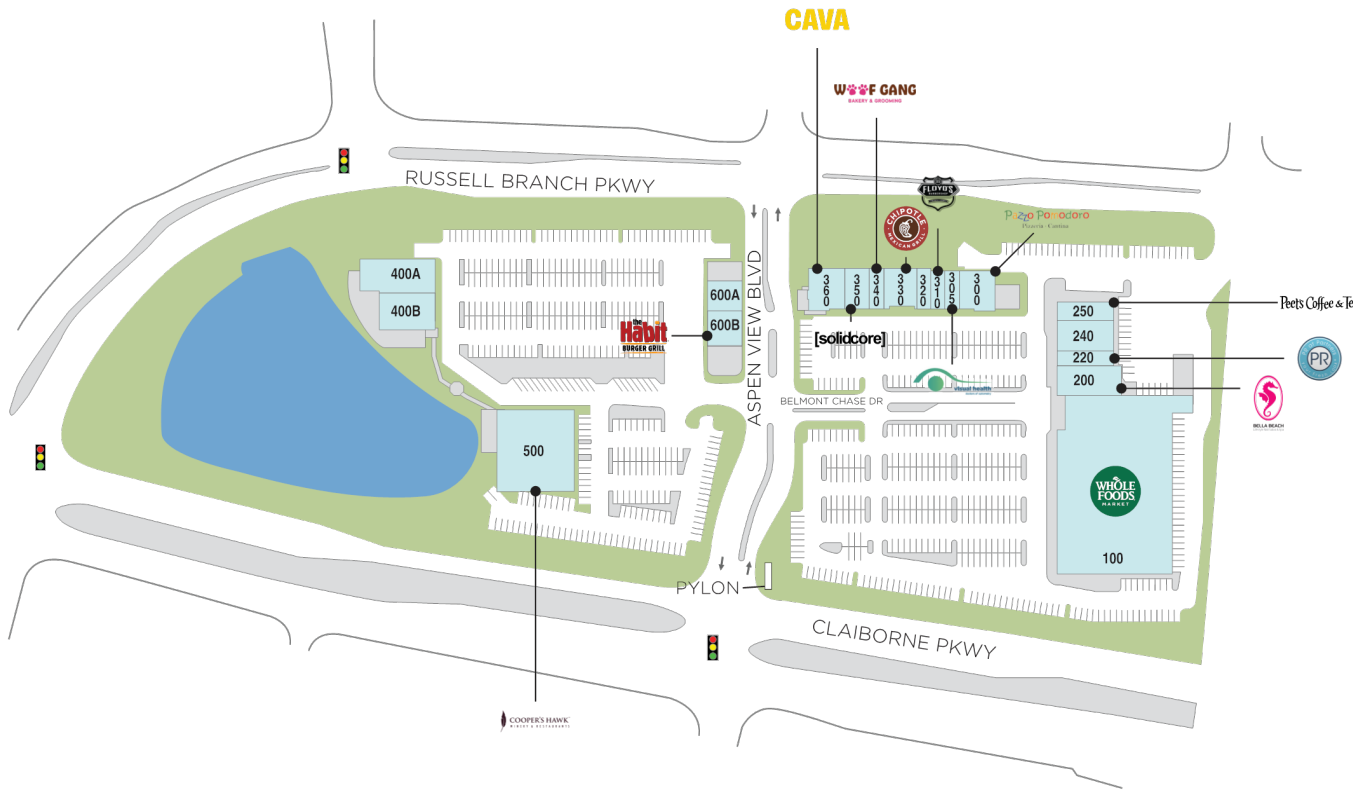 CAVA
WOOF GANG
BAKERY & GROOMING
RUSSELL BRANCH PKWY
FLOYD'S
CHIPOTLE
MEXICAN GRILL
Pazzo Pomodoro
Pizzeria - Cantina
400A
400B
600A
600B
the
Habit
BURGER GRILL
ASPEN VIEW BLVD
360
350
340
330
320
310
305
300
[solidcore]
visual health
BELMONT CHASE DR
250
240
220
200
Peet's Coffee & Te
PR
BELLA BEACH
500
WHOLE
FOODS
MARKET
100
PYLON
CLAIBORNE PKWY
COOPER'S HAWK
WINERY & RESTAURANTS